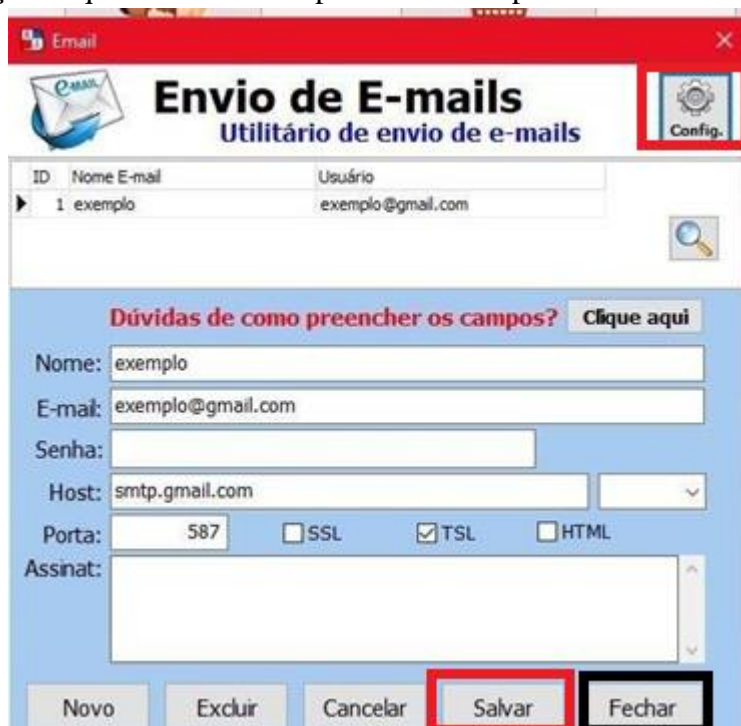 Email
E-MAIL
Envio de E-mails
Utilitário de envio de e-mails
Config.
ID Nome E-mail Usuário
1 exemplo exemplo@gmail.com
Dúvidas de como preencher os campos? Clique aqui
Nome: exemplo
E-mail: exemplo@gmail.com
Senha:
Host: smtp.gmail.com
Porta: 587 SSL TSL HTML
Assinat:
Novo Excluir Cancelar Salvar Fechar